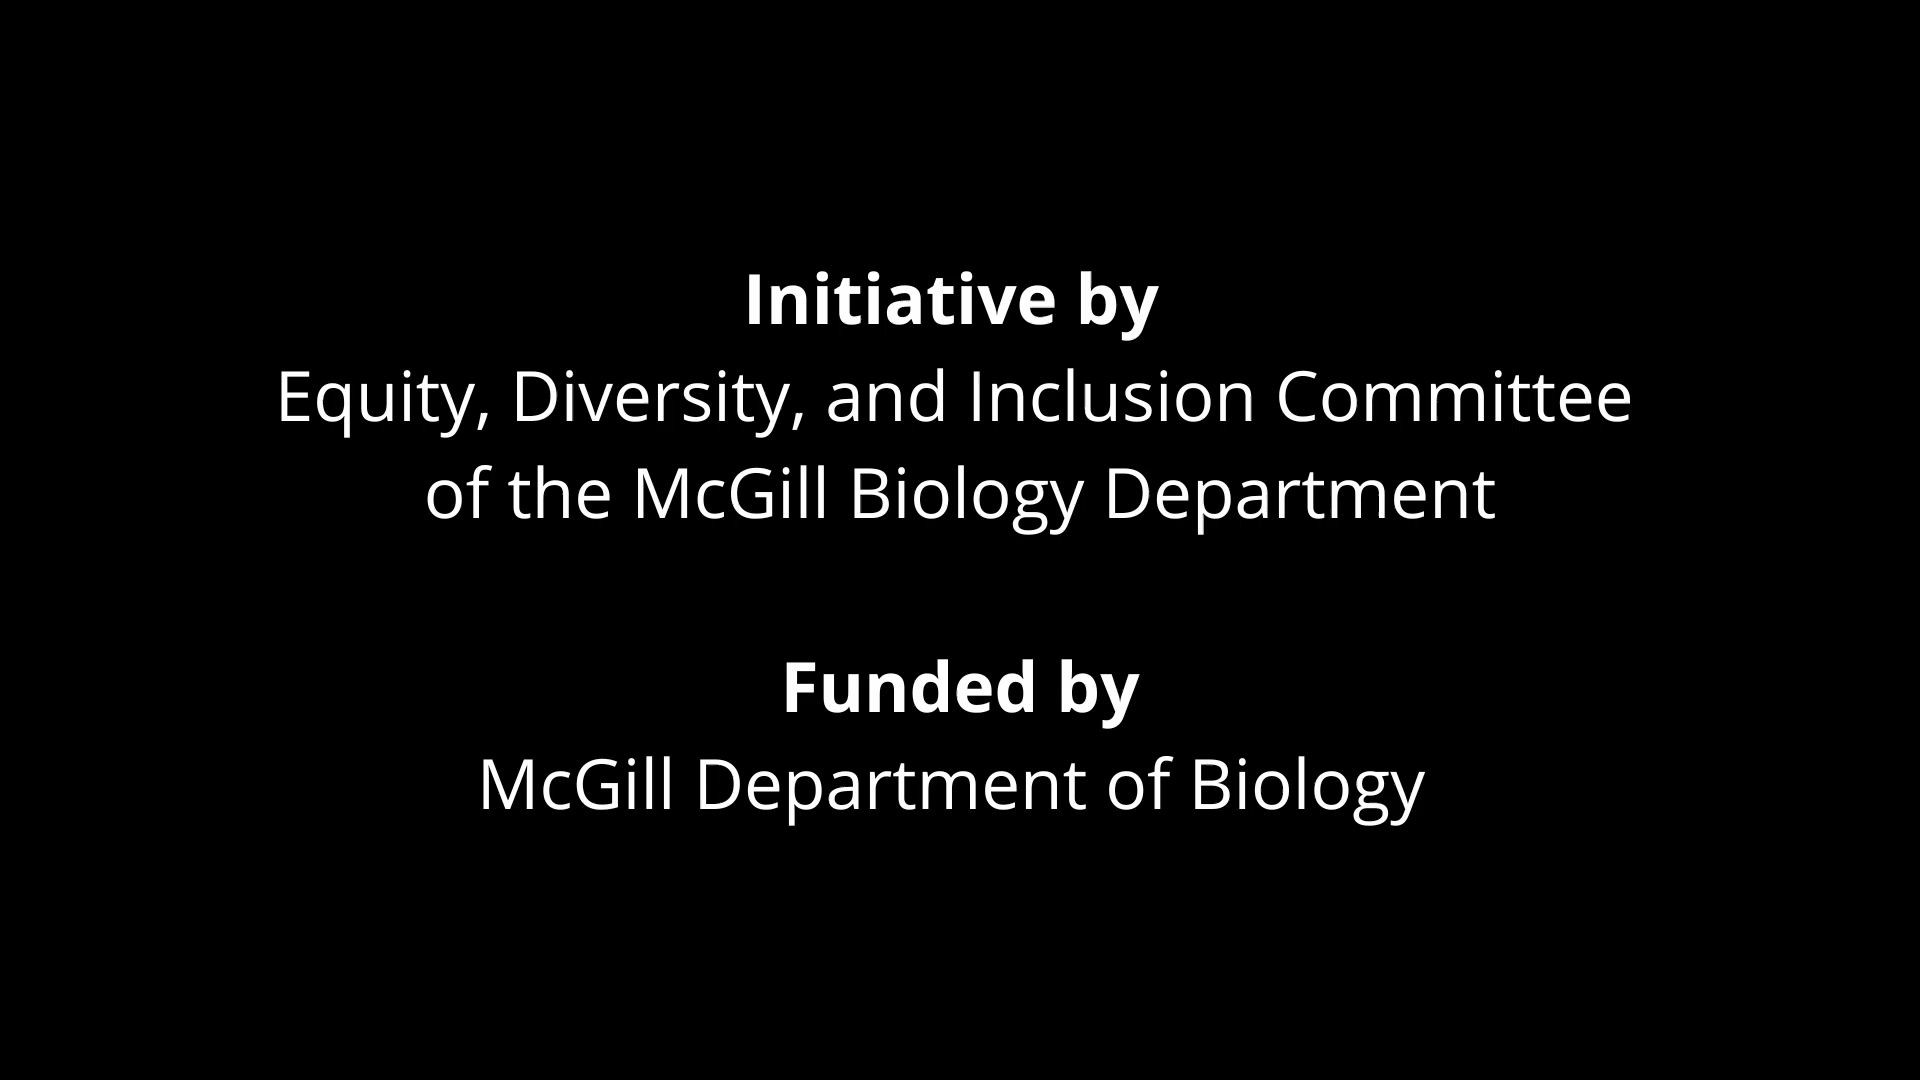 Initiative by
Equity, Diversity, and Inclusion Committee
of the McGill Biology Department
Funded by
McGill Department of Biology